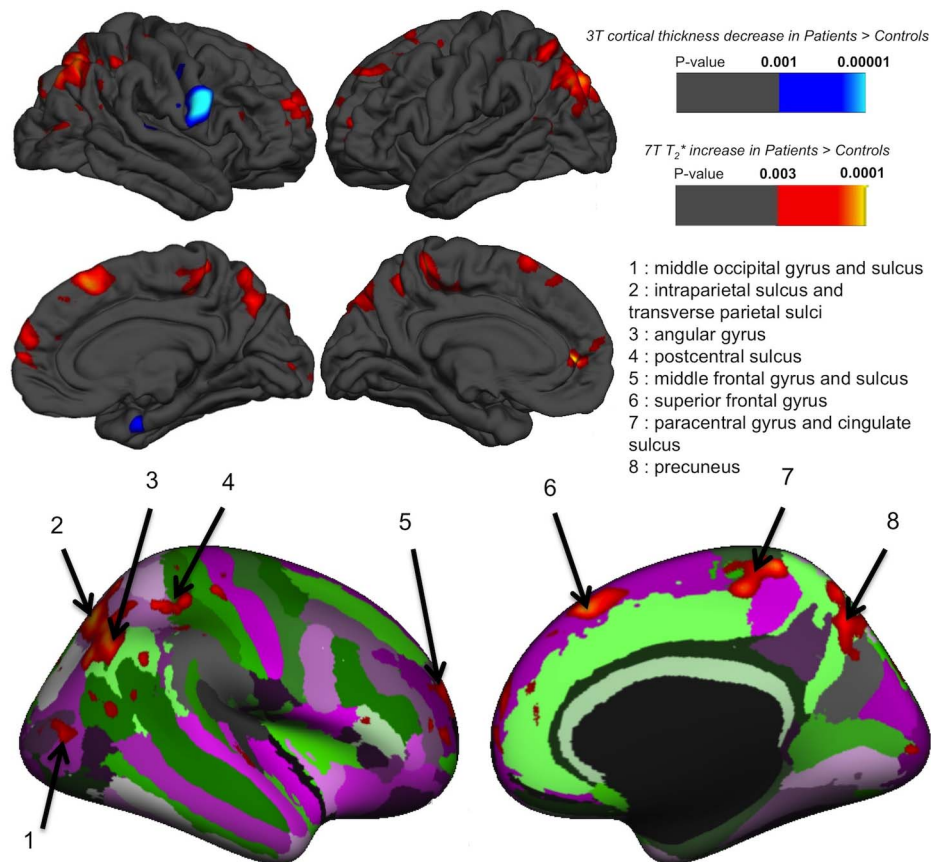 3T cortical thickness decrease in Patients > Controls
P-value 0.001 0.00001
7T T2* increase in Patients > Controls
P-value 0.003 0.0001
1 : middle occipital gyrus and sulcus
2 : intraparietal sulcus and
transverse parietal sulci
3 : angular gyrus
4 : postcentral sulcus
5 : middle frontal gyrus and sulcus
6 : superior frontal gyrus
7 : paracentral gyrus and cingulate
sulcus
8 : precuneus
2 3 4 5 6 7 8
1